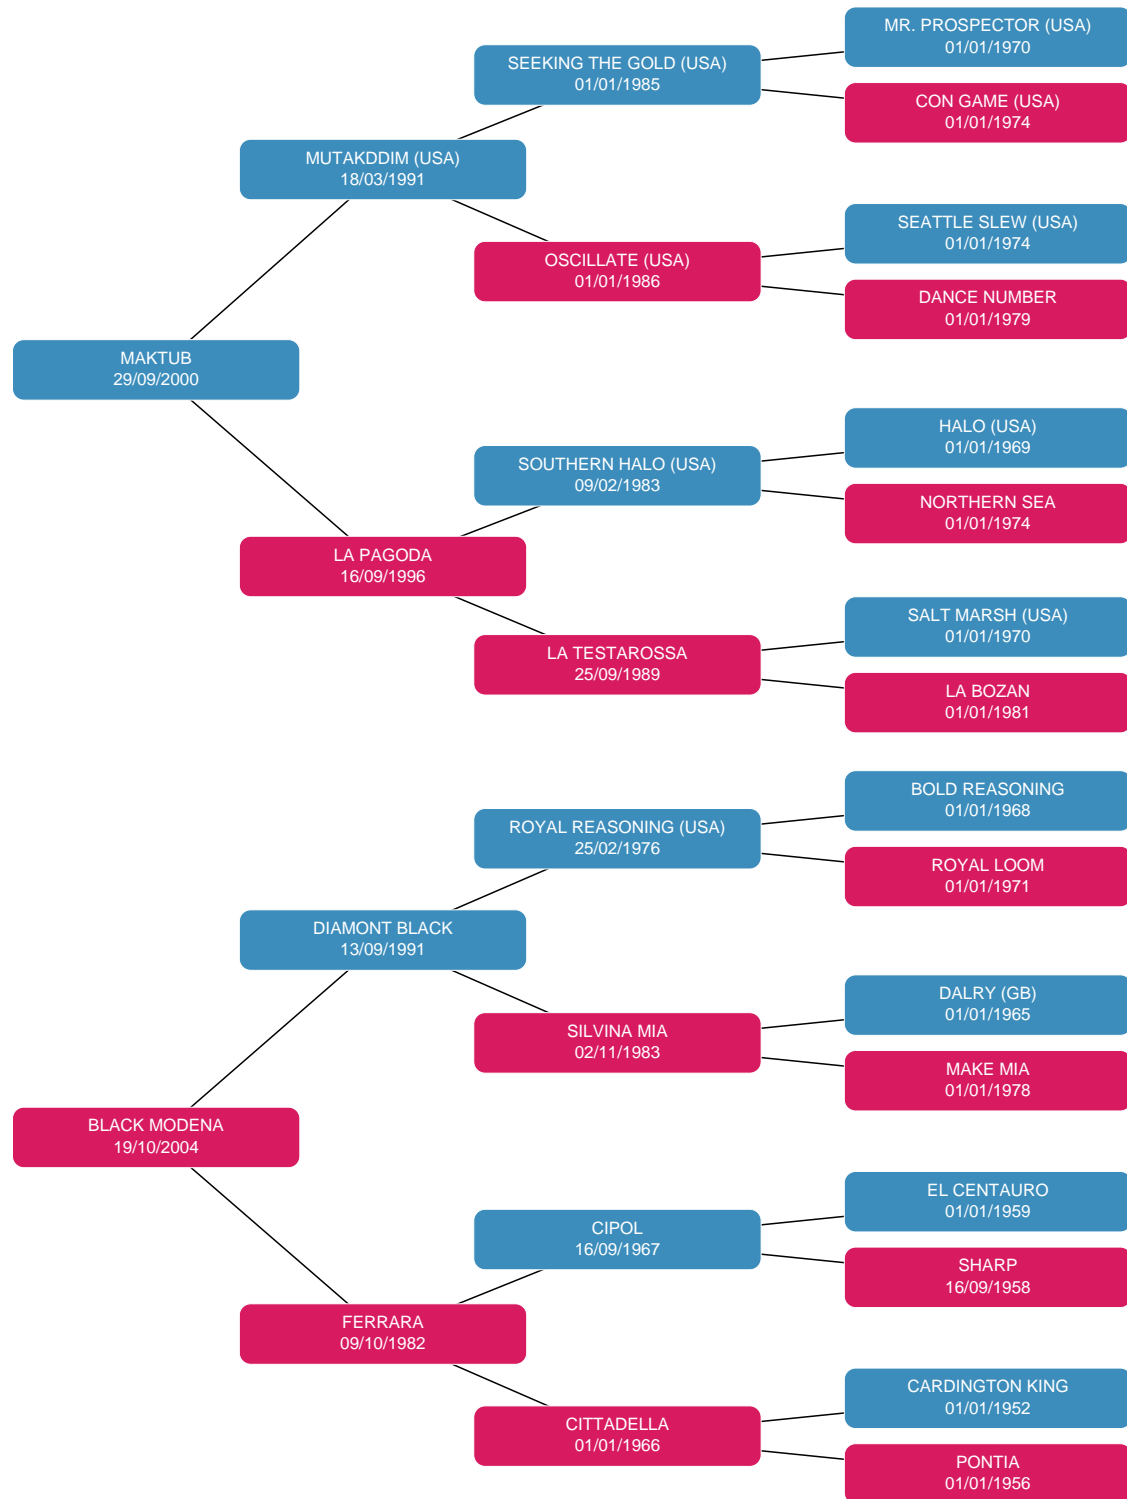 MR. PROSPECTOR (USA)
01/01/1970
SEEKING THE GOLD (USA)
01/01/1985
CON GAME (USA)
01/01/1974
MUTAKDDIM (USA)
18/03/1991
SEATTLE SLEW (USA)
01/01/1974
OSCILLATE (USA)
01/01/1986
DANCE NUMBER
01/01/1979
MAKTUB
29/09/2000
HALO (USA)
01/01/1969
SOUTHERN HALO (USA)
09/02/1983
NORTHERN SEA
01/01/1974
LA PAGODA
16/09/1996
SALT MARSH (USA)
01/01/1970
LA TESTAROSSA
25/09/1989
LA BOZAN
01/01/1981
BOLD REASONING
01/01/1968
ROYAL REASONING (USA)
25/02/1976
ROYAL LOOM
01/01/1971
DIAMONT BLACK
13/09/1991
DALRY (GB)
01/01/1965
SILVINA MIA
02/11/1983
MAKE MIA
01/01/1978
BLACK MODENA
19/10/2004
EL CENTAURO
01/01/1959
CIPOL
16/09/1967
SHARP
16/09/1958
FERRARA
09/10/1982
CARDINGTON KING
01/01/1952
CITTADELLA
01/01/1966
PONTIA
01/01/1956